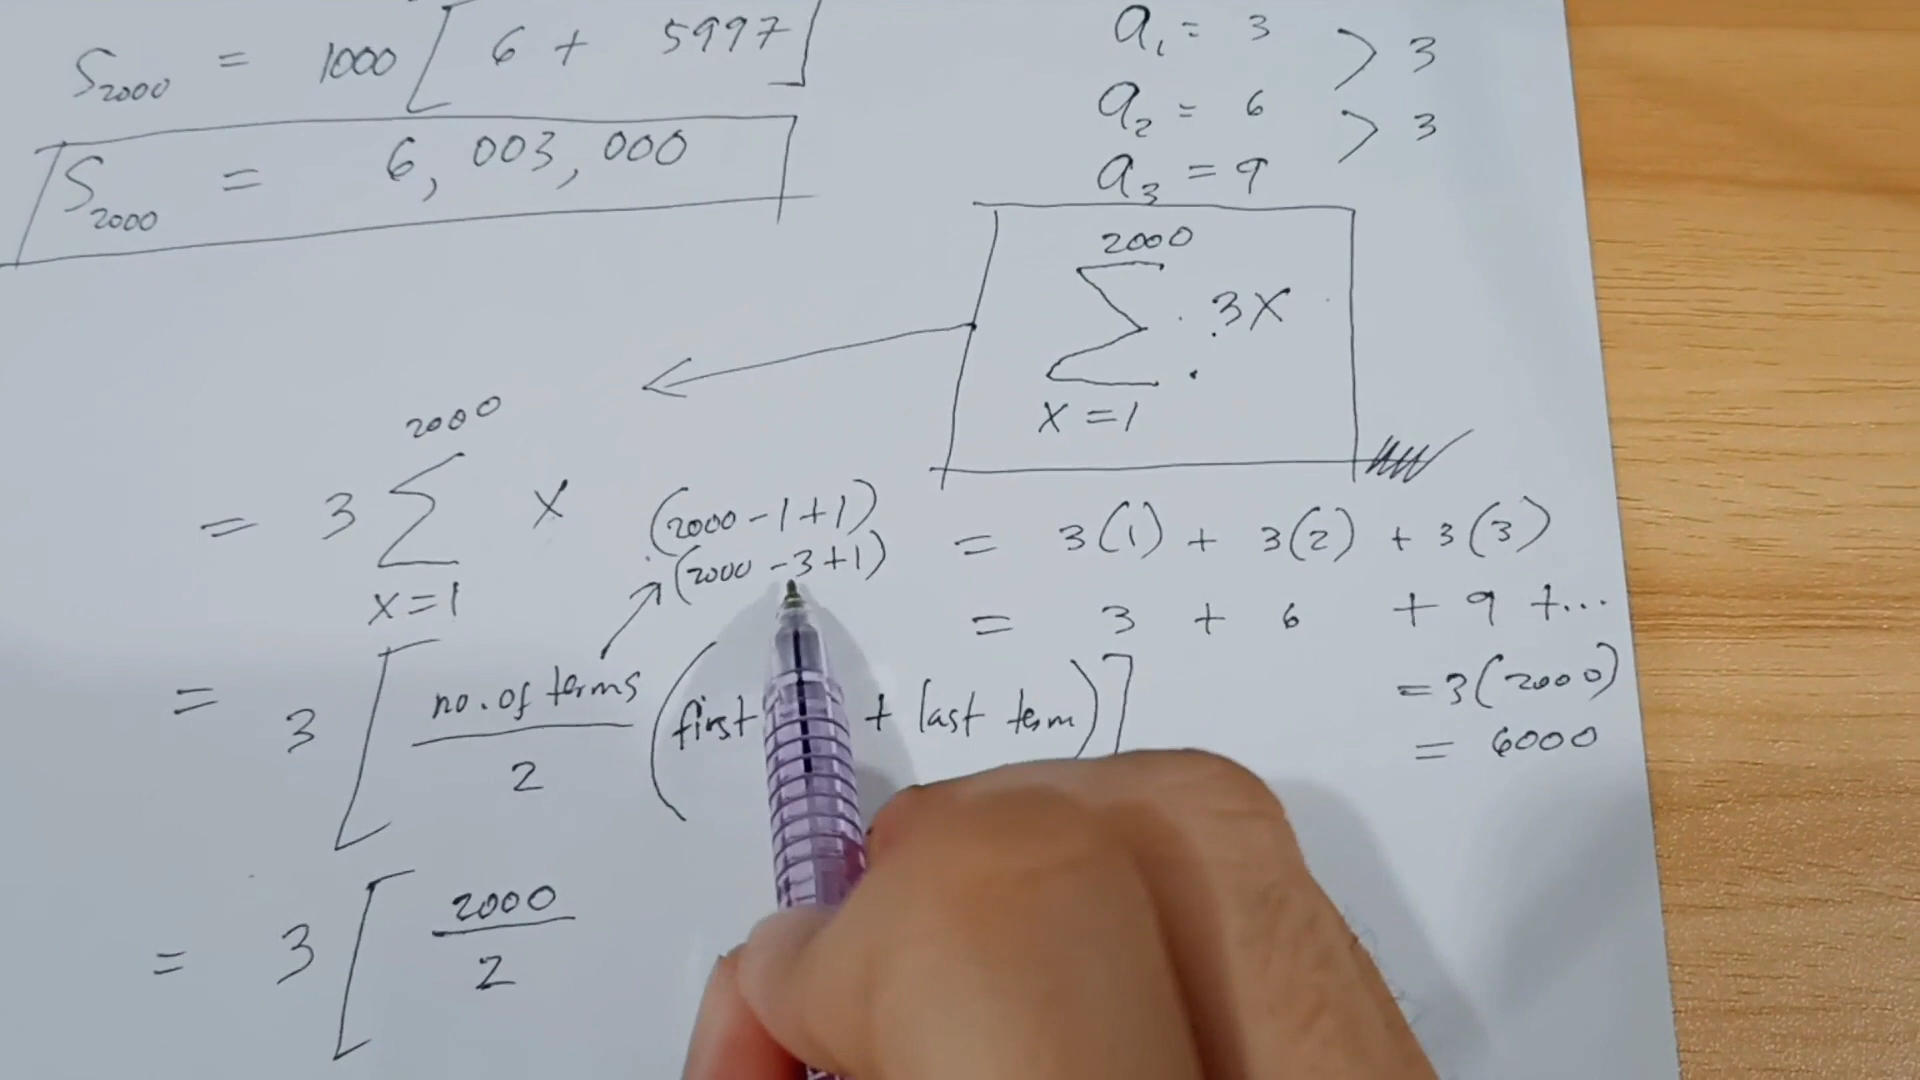 S₂₀₀₀ = 1000 [ 6 + 5997 ]
S₂₀₀₀ = 6,003,000
a₁ = 3 > 3
a₂ = 6 > 3
a₃ = 9
2000
∑ 3X
X = 1
2000
= 3 ∑ X
X = 1
(2000 - 1 + 1)
(2000 - 3 + 1)
= 3(1) + 3(2) + 3(3)
= 3 + 6 + 9 + ...
= 3(2000)
= 6000
= 3 [ no. of terms / 2 ( first + last term ) ]
= 3 [ 2000 / 2